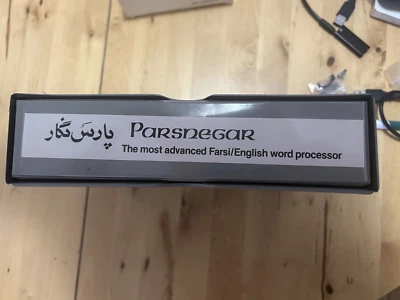 پارس‌نگار PARSNEGAR
The most advanced Farsi/English word processor